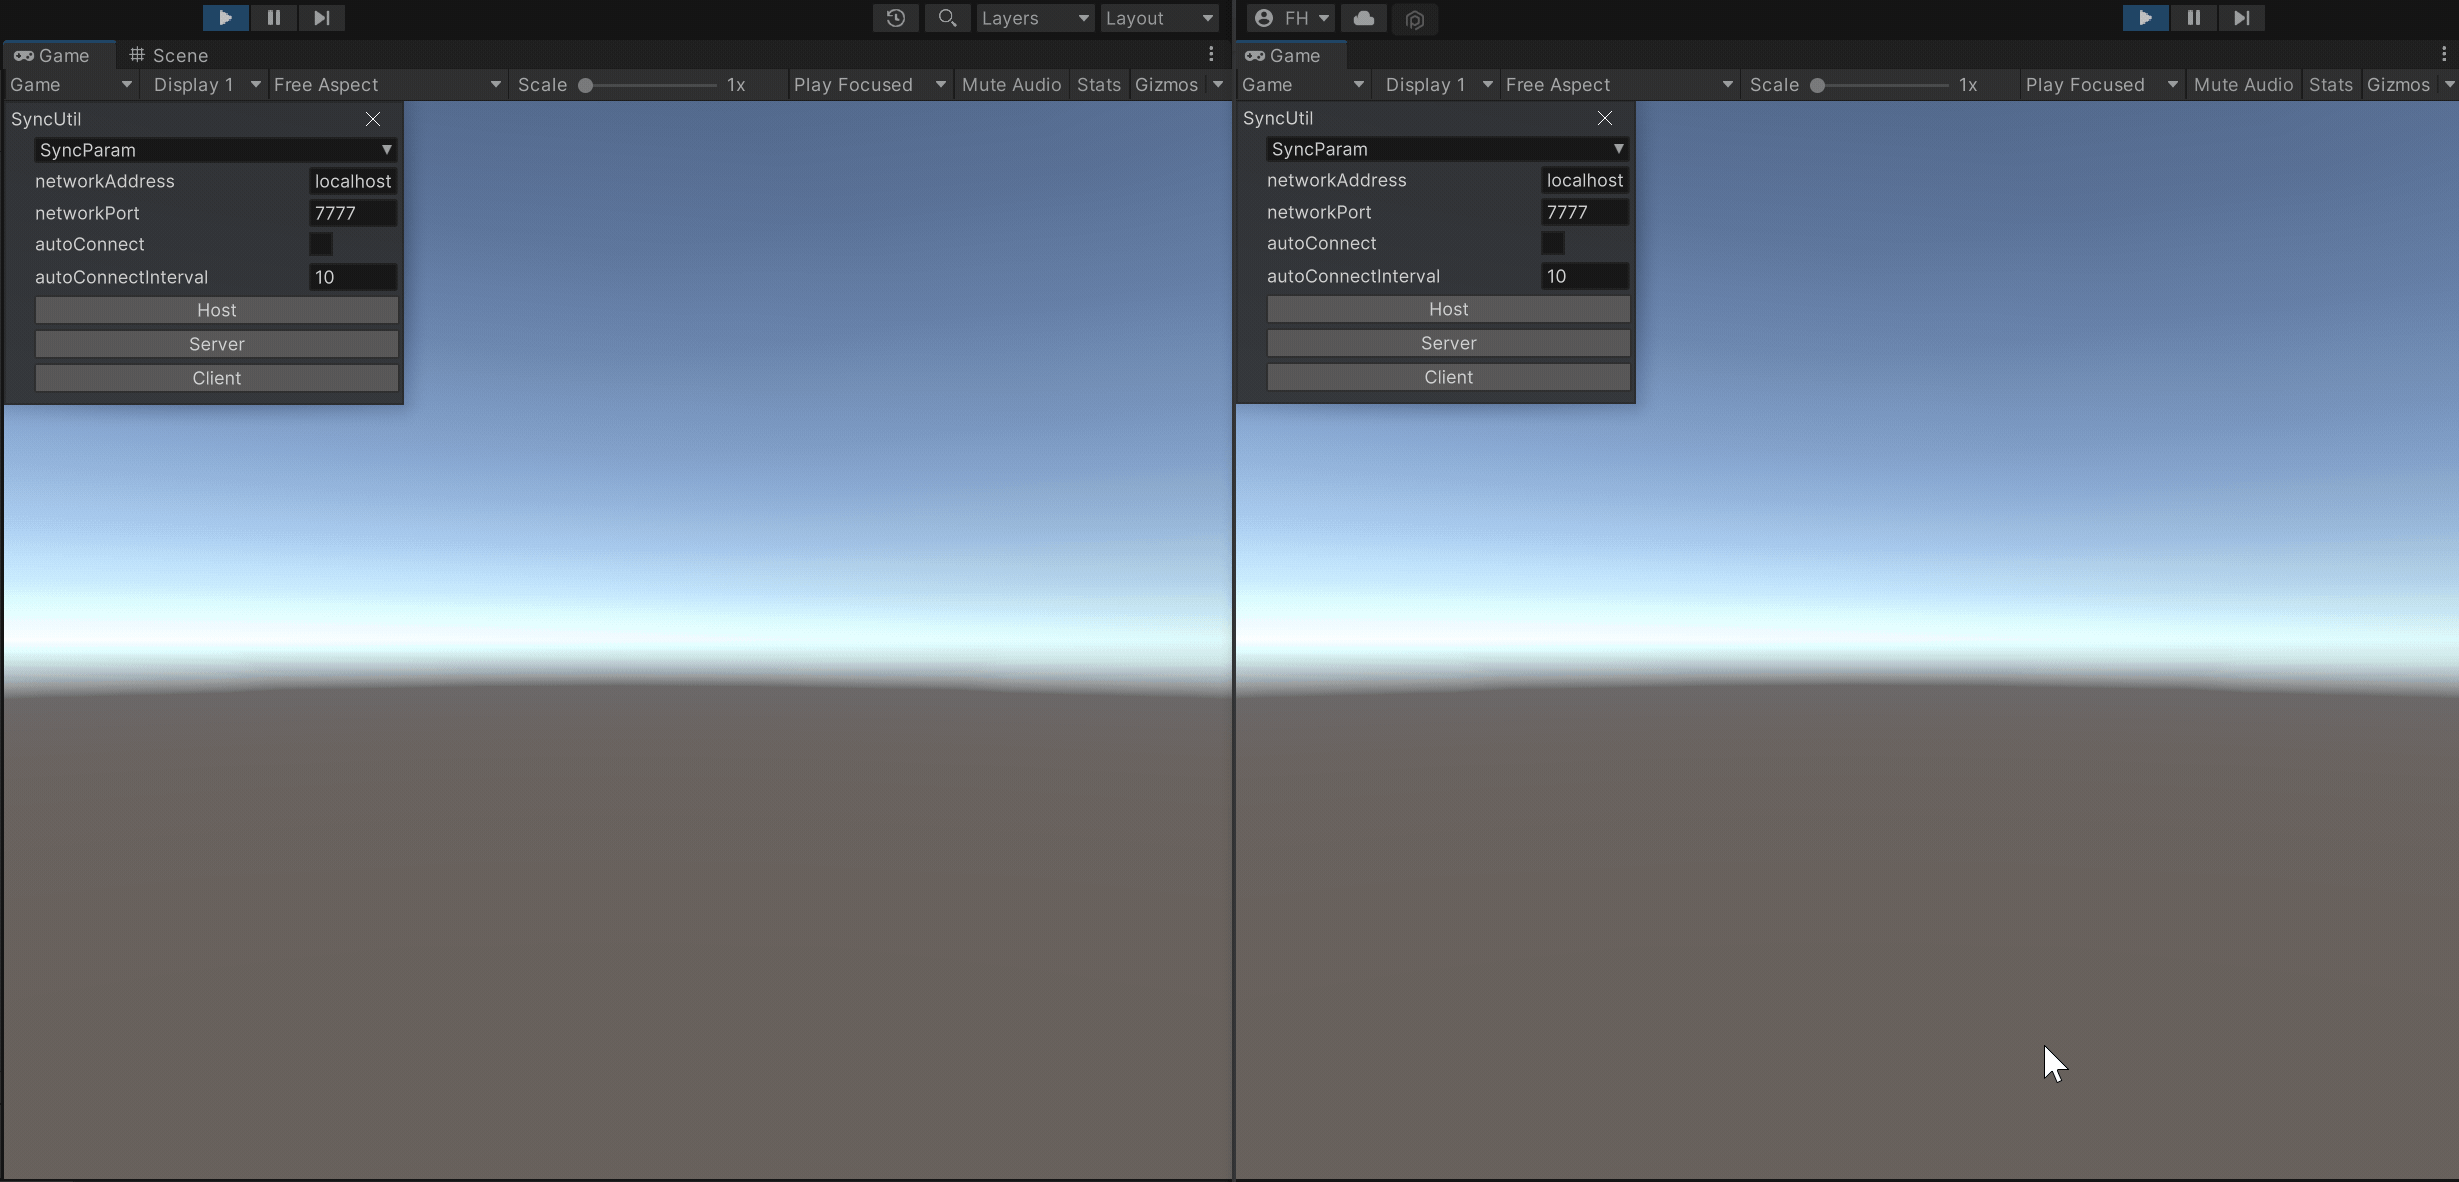 Layers Layout
Game Scene
Game Display 1 Free Aspect Scale 1x Play Focused Mute Audio Stats Gizmos
SyncUtil
SyncParam
networkAddress localhost
networkPort 7777
autoConnect
autoConnectInterval 10
Host
Server
Client
FH
Game
Game Display 1 Free Aspect Scale 1x Play Focused Mute Audio Stats Gizmos
SyncUtil
SyncParam
networkAddress localhost
networkPort 7777
autoConnect
autoConnectInterval 10
Host
Server
Client